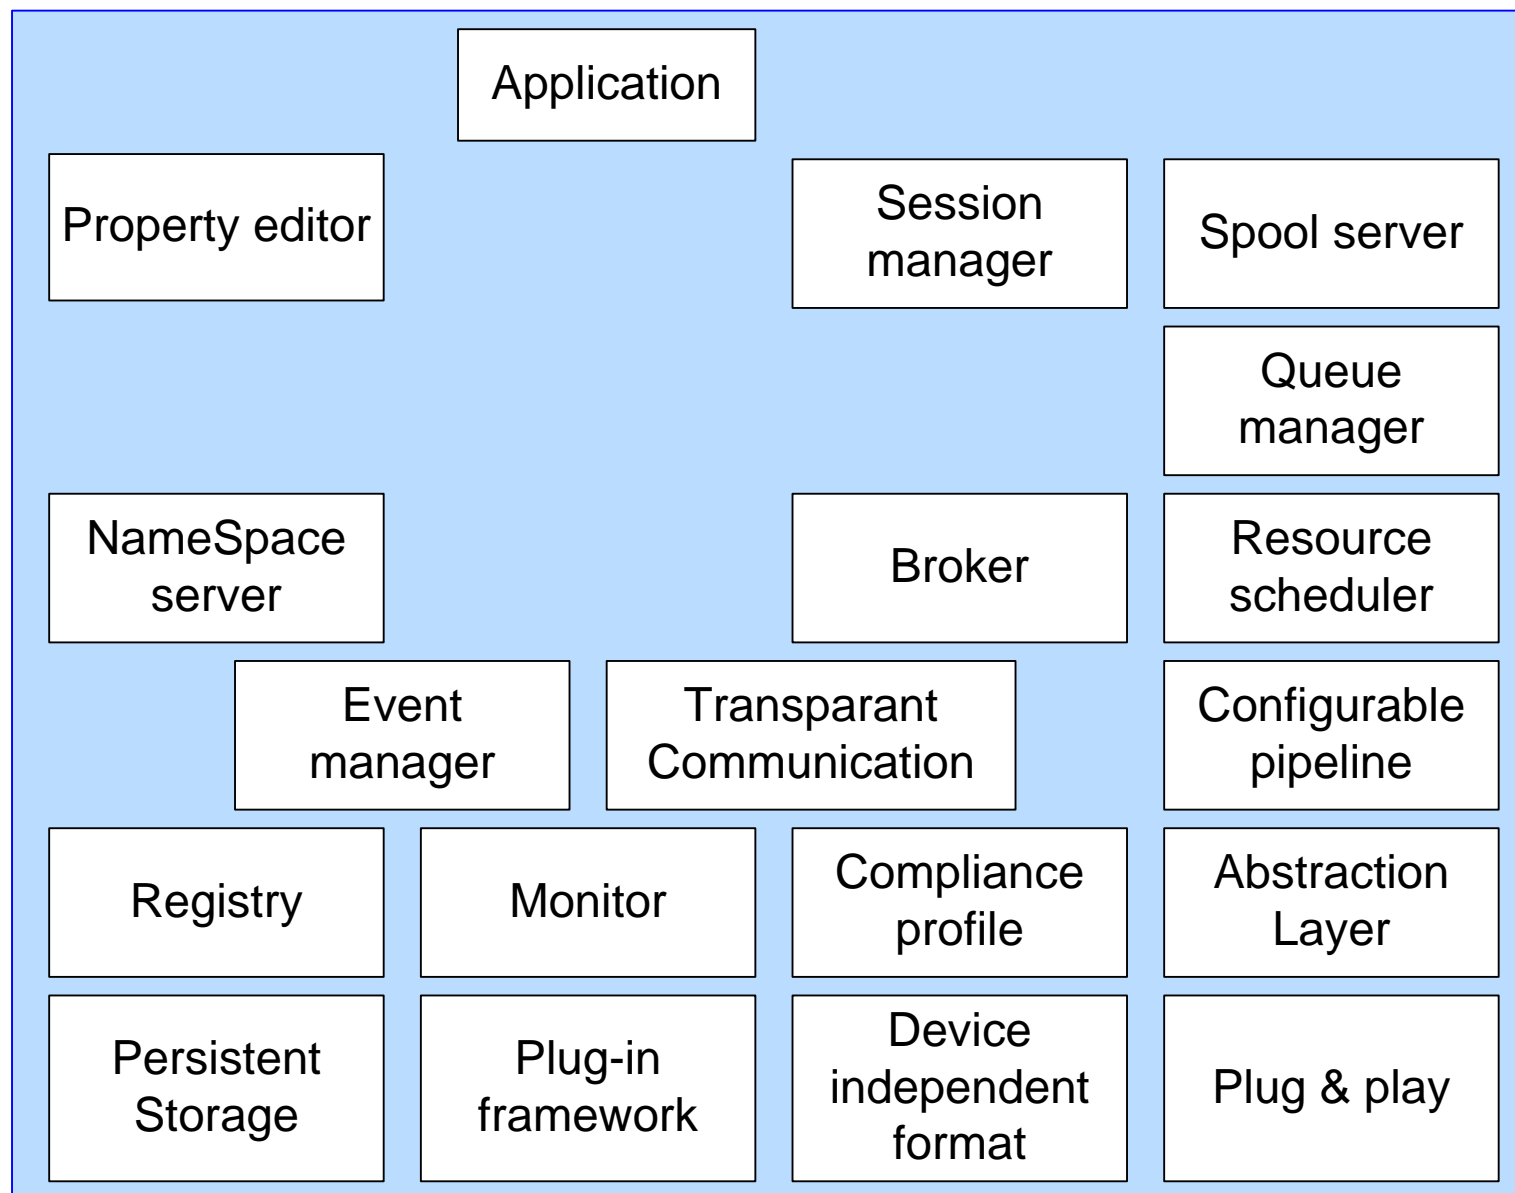 Application
Property editor
Session
manager
Spool server
Queue
manager
NameSpace
server
Broker
Resource
scheduler
Event
manager
Transparant
Communication
Configurable
pipeline
Registry
Monitor
Compliance
profile
Abstraction
Layer
Persistent
Storage
Plug-in
framework
Device
independent
format
Plug & play